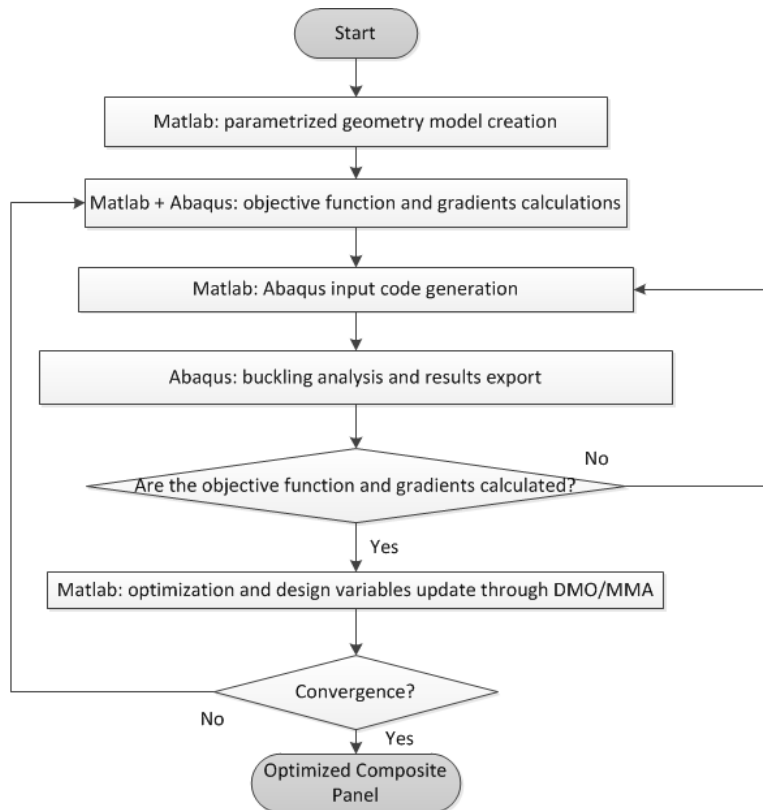 Start
Matlab: parametrized geometry model creation
Matlab + Abaqus: objective function and gradients calculations
Matlab: Abaqus input code generation
Abaqus: buckling analysis and results export
No
Are the objective function and gradients calculated?
Yes
Matlab: optimization and design variables update through DMO/MMA
Convergence?
No
Yes
Optimized Composite
Panel